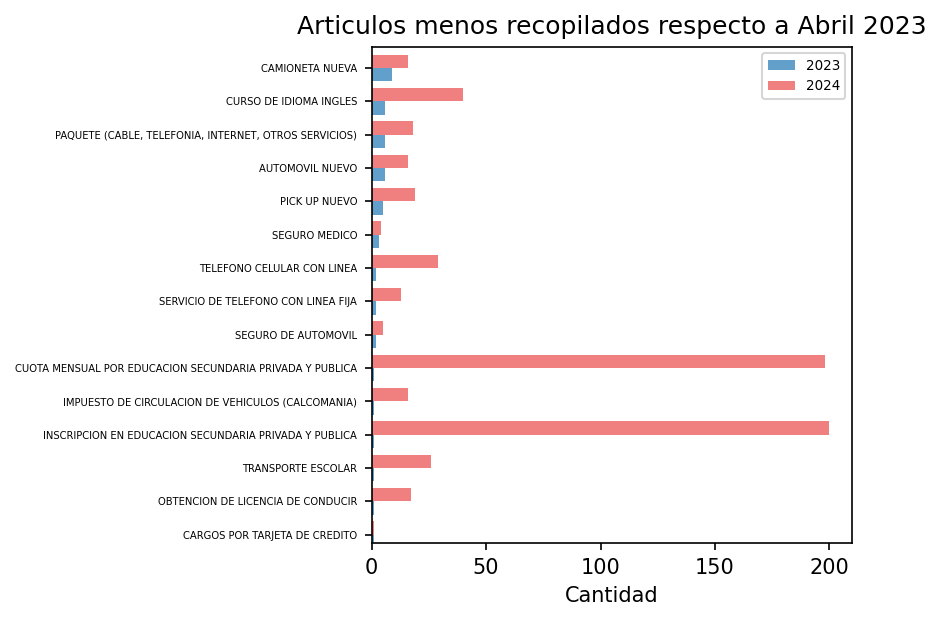 Articulos menos recopilados respecto a Abril 2023
2023
2024
CAMIONETA NUEVA
CURSO DE IDIOMA INGLES
PAQUETE (CABLE, TELEFONIA, INTERNET, OTROS SERVICIOS)
AUTOMOVIL NUEVO
PICK UP NUEVO
SEGURO MEDICO
TELEFONO CELULAR CON LINEA
SERVICIO DE TELEFONO CON LINEA FIJA
SEGURO DE AUTOMOVIL
CUOTA MENSUAL POR EDUCACION SECUNDARIA PRIVADA Y PUBLICA
IMPUESTO DE CIRCULACION DE VEHICULOS (CALCOMANIA)
INSCRIPCION EN EDUCACION SECUNDARIA PRIVADA Y PUBLICA
TRANSPORTE ESCOLAR
OBTENCION DE LICENCIA DE CONDUCIR
CARGOS POR TARJETA DE CREDITO
0 50 100 150 200
Cantidad